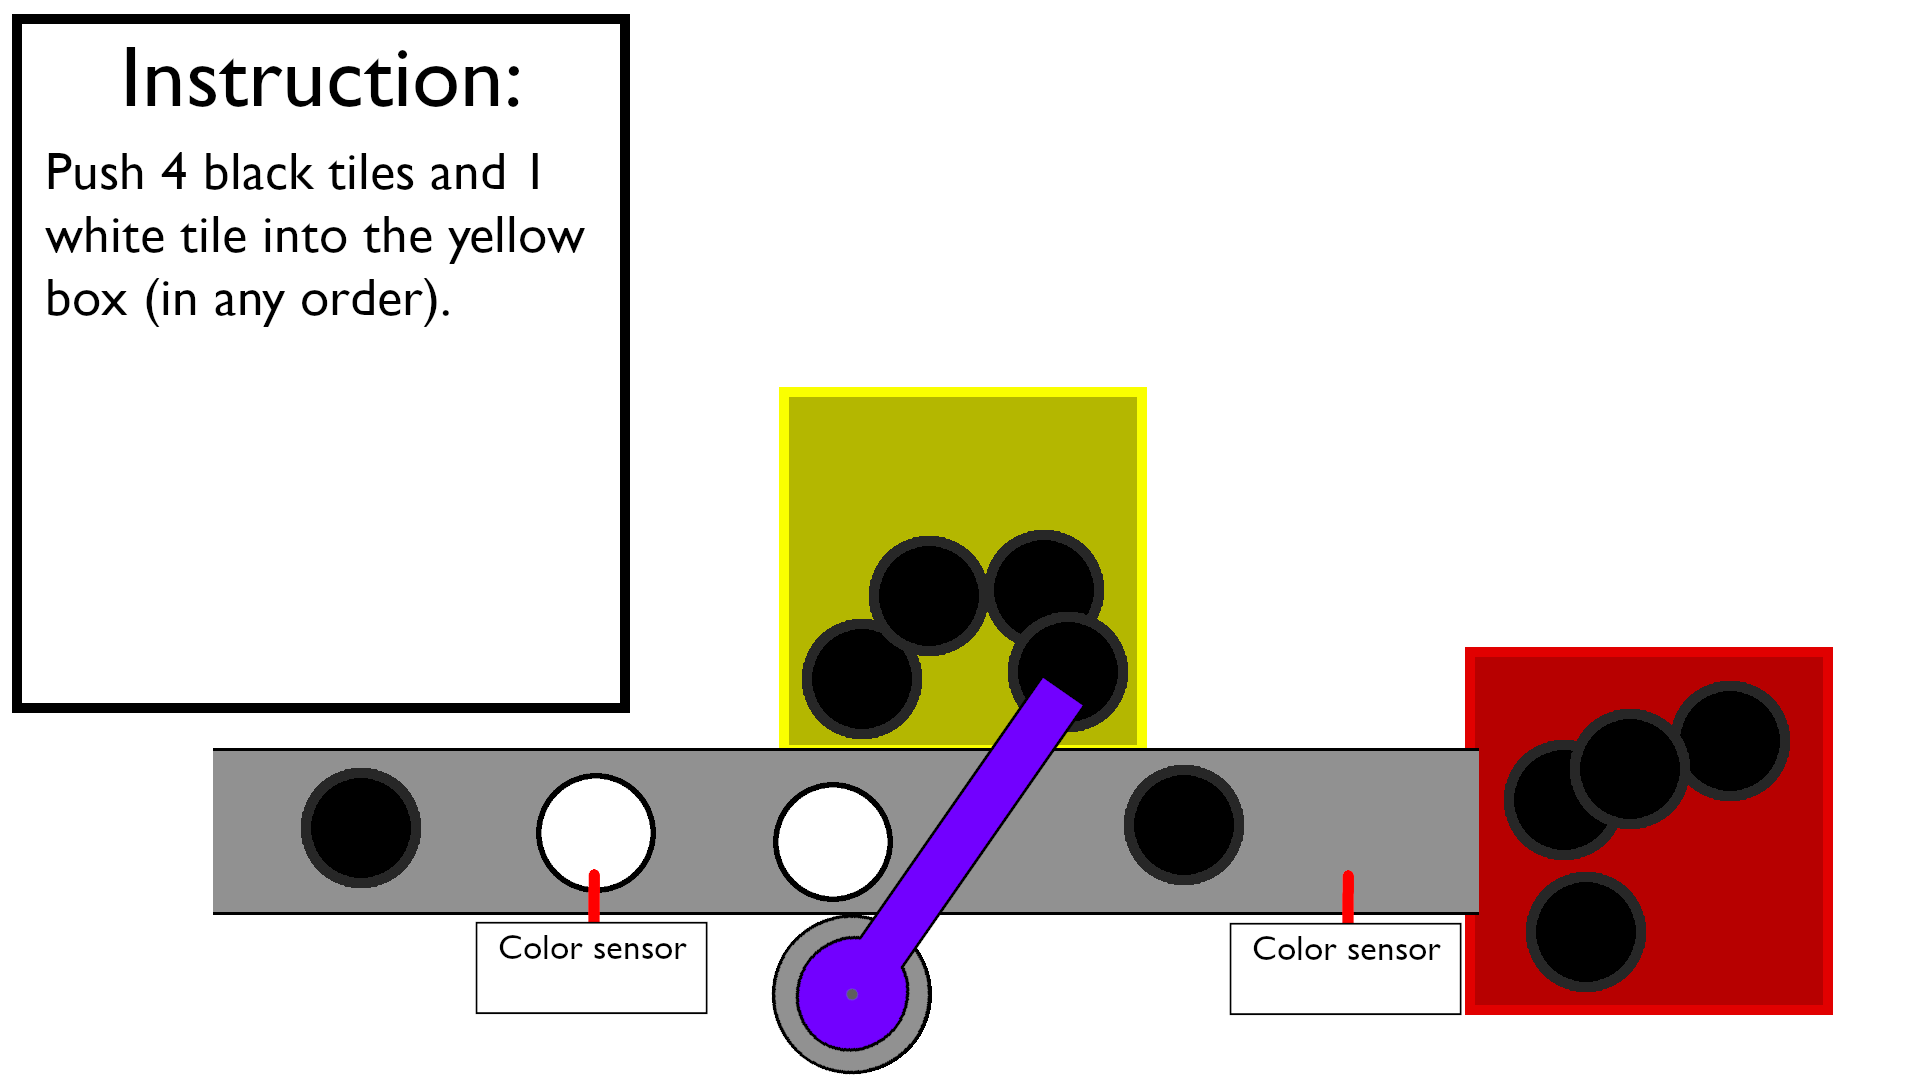 Instruction:
Push 4 black tiles and 1
white tile into the yellow
box (in any order).
Color sensor
Color sensor